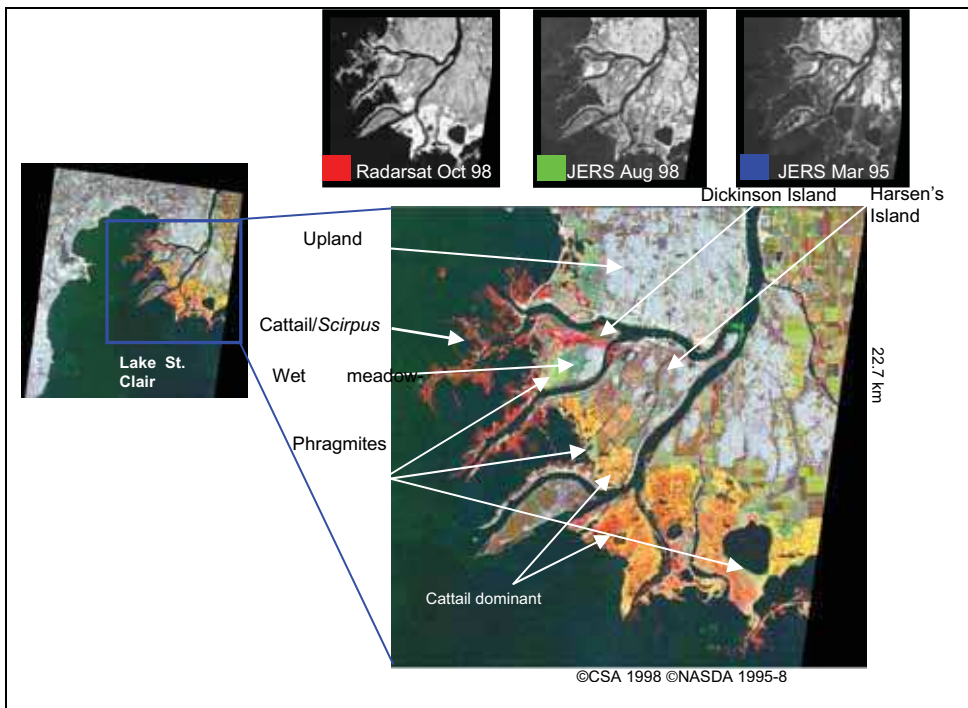 Radarsat Oct 98
JERS Aug 98
JERS Mar 95
Dickinson Island
Harsen's
Island
Upland
Cattail/Scirpus
Lake St.
Clair
Wet meadow
22.7 km
Phragmites
Cattail dominant
©CSA 1998 ©NASDA 1995-8